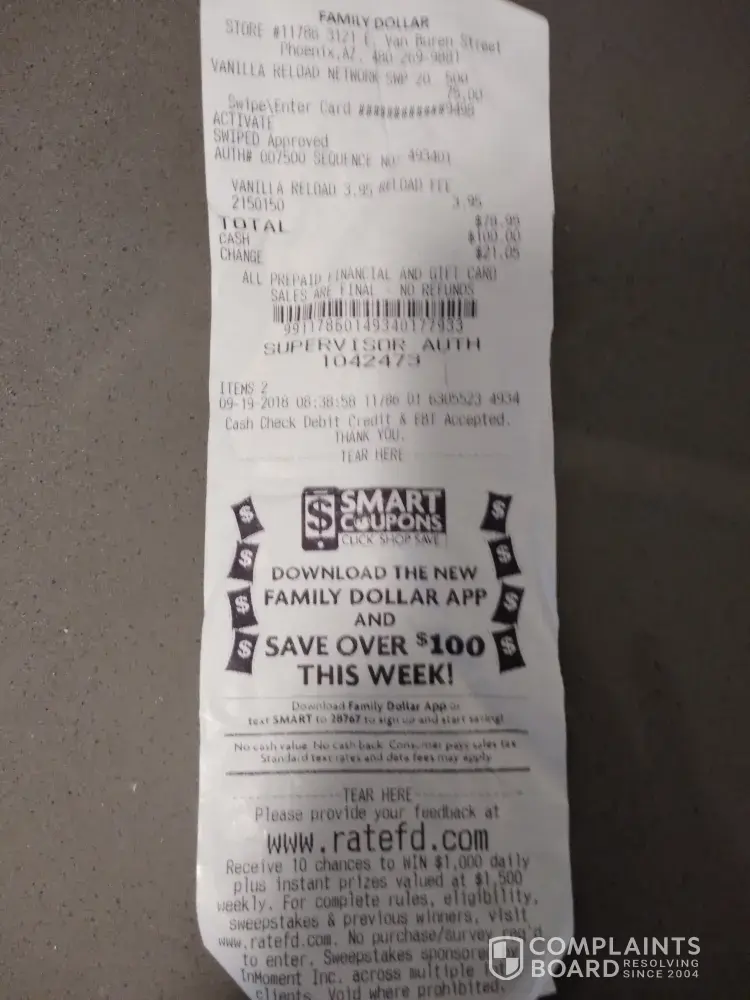 FAMILY DOLLAR
STORE #11786 3121 E. Van Buren Street
Phoenix, AZ, 480-269-9881
VANILLA RELOAD NETWORK SWP 20 500
75.00
Swipe\Enter Card ############9498
ACTIVATE
SWIPED Approved
AUTH# 007500 SEQUENCE NO: 493401
VANILLA RELOAD 3.95 RELOAD FEE
2150150 3.95
TOTAL $78.95
CASH $100.00
CHANGE $21.05
ALL PREPAID FINANCIAL AND GIFT CARD
SALES ARE FINAL - NO REFUNDS
99117860149340177933
SUPERVISOR AUTH
1042473
ITEMS 2
09-19-2018 08:38:58 11786 01 6305523 4934
Cash Check Debit Credit & EBT Accepted.
THANK YOU.
TEAR HERE
$ SMART
COUPONS
CLICK SHOP SAVE
DOWNLOAD THE NEW
FAMILY DOLLAR APP
AND
SAVE OVER $100
THIS WEEK!
Download Family Dollar App or
text SMART to 28767 to sign up and start saving!
No cash value. No cash back. Consumer pays sales tax
Standard text rates and data fees may apply
TEAR HERE
Please provide your feedback at
www.ratefd.com
Receive 10 chances to WIN $1,000 daily
plus instant prizes valued at $1,500
weekly. For complete rules, eligibility,
sweepstakes & previous winners, visit
www.ratefd.com. No purchase/survey req'd
to enter. Sweepstakes sponsored
InMoment Inc. across multiple
clients. Void where prohibited.
COMPLAINTS
BOARD RESOLVING SINCE 2004